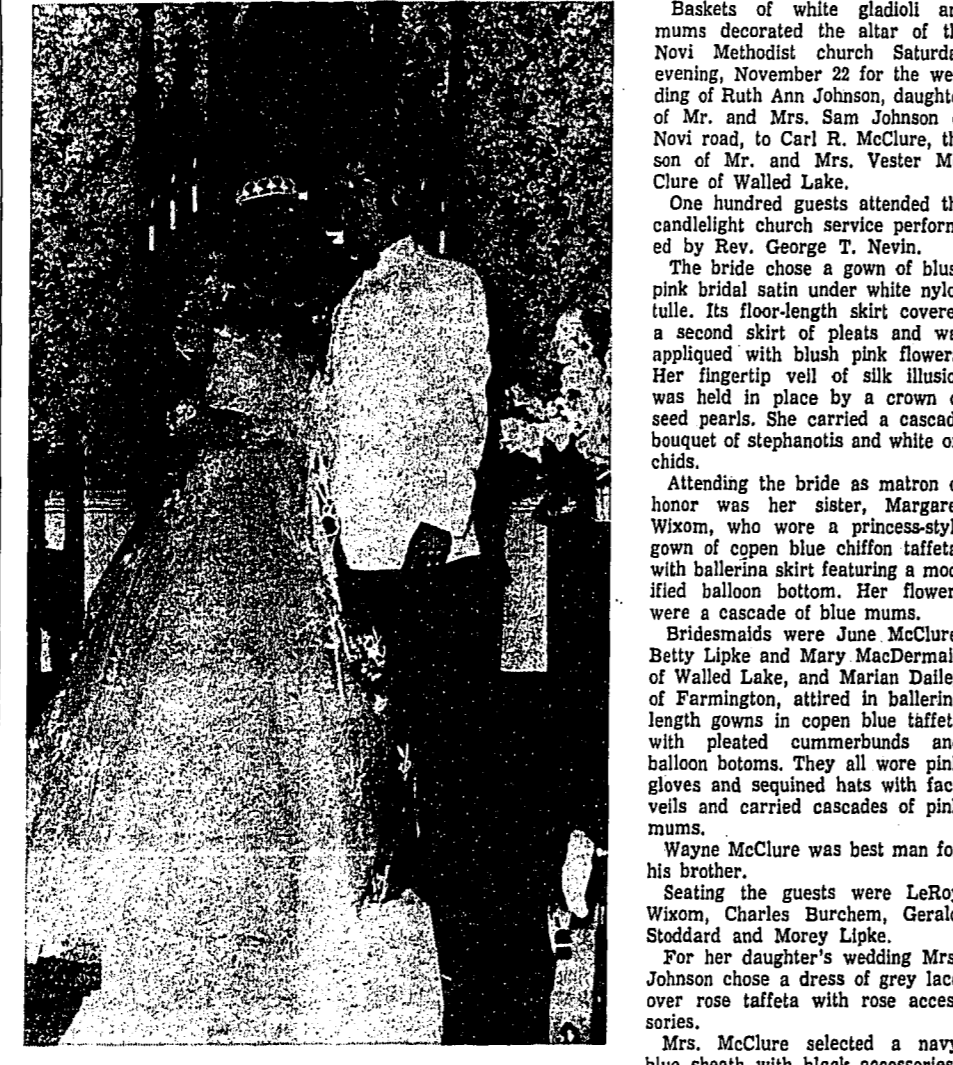 Baskets of white gladioli an
mums decorated the altar of th
Novi Methodist church Saturda
evening, November 22 for the we
ding of Ruth Ann Johnson, daughte
of Mr. and Mrs. Sam Johnson
Novi road, to Carl R. McClure, th
son of Mr. and Mrs. Vester M
Clure of Walled Lake.
One hundred guests attended th
candlelight church service perform
ed by Rev. George T. Nevin.
The bride chose a gown of blus
pink bridal satin under white nylo
tulle. Its floor-length skirt covere
a second skirt of pleats and wa
appliqued with blush pink flower
Her fingertip veil of silk illusio
was held in place by a crown o
seed pearls. She carried a cascad
bouquet of stephanotis and white or
chids.
Attending the bride as matron o
honor was her sister, Margare
Wixom, who wore a princess-styl
gown of copen blue chiffon taffeta
with ballerina skirt featuring a mod
ified balloon bottom. Her flower
were a cascade of blue mums.
Bridesmaids were June McClure
Betty Lipke and Mary MacDermai
of Walled Lake, and Marian Daile
of Farmington, attired in ballerin
length gowns in copen blue taffet
with pleated cummerbunds an
balloon botoms. They all wore pin
gloves and sequined hats with fac
veils and carried cascades of pin
mums.
Wayne McClure was best man fo
his brother.
Seating the guests were LeRoy
Wixom, Charles Burchem, Geral
Stoddard and Morey Lipke.
For her daughter's wedding Mrs
Johnson chose a dress of grey lac
over rose taffeta with rose acces
sories.
Mrs. McClure selected a navy
blue sheath with black accessories